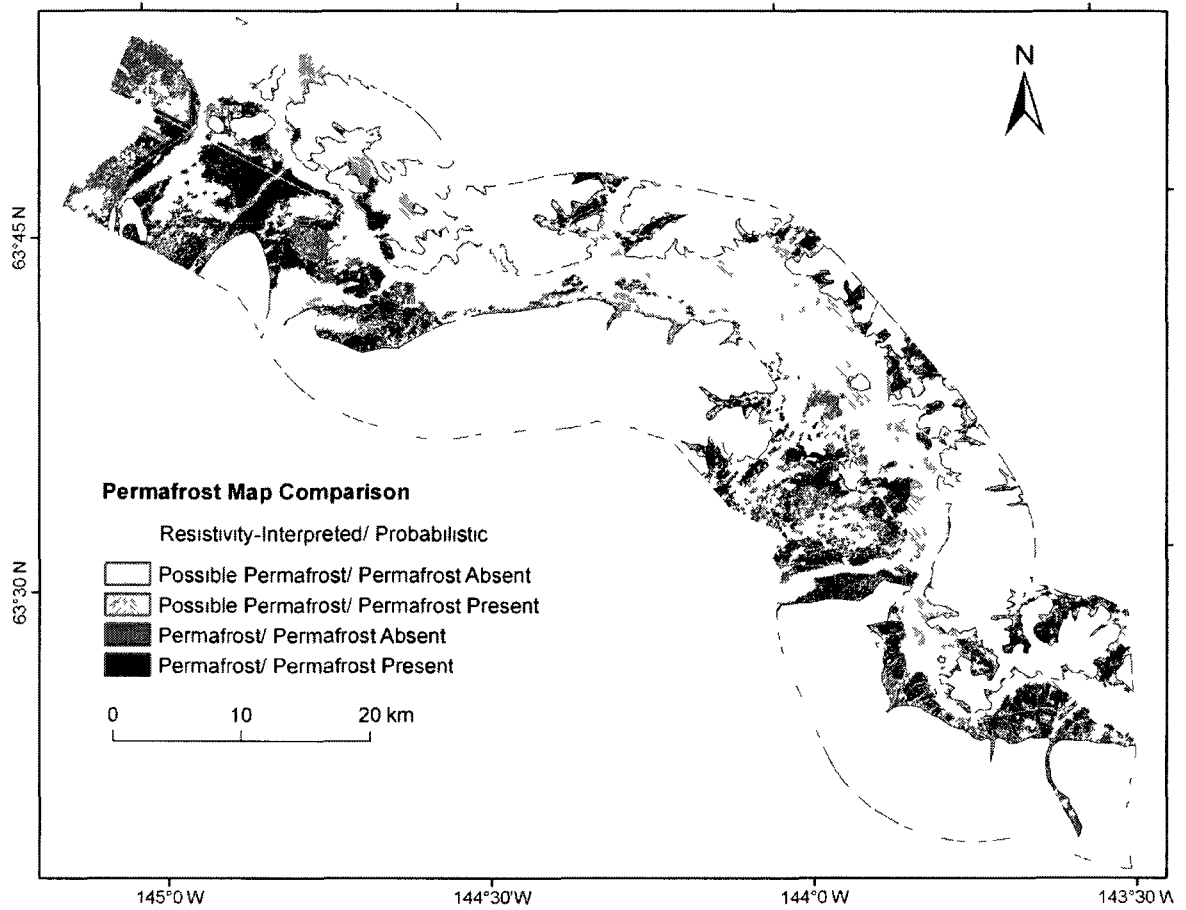 N
63°45 N
63°30 N
Permafrost Map Comparison
Resistivity-Interpreted/ Probabilistic
Possible Permafrost/ Permafrost Absent
Possible Permafrost/ Permafrost Present
Permafrost/ Permafrost Absent
Permafrost/ Permafrost Present
0 10 20 km
145°0 W 144°30 W 144°0 W 143°30 W